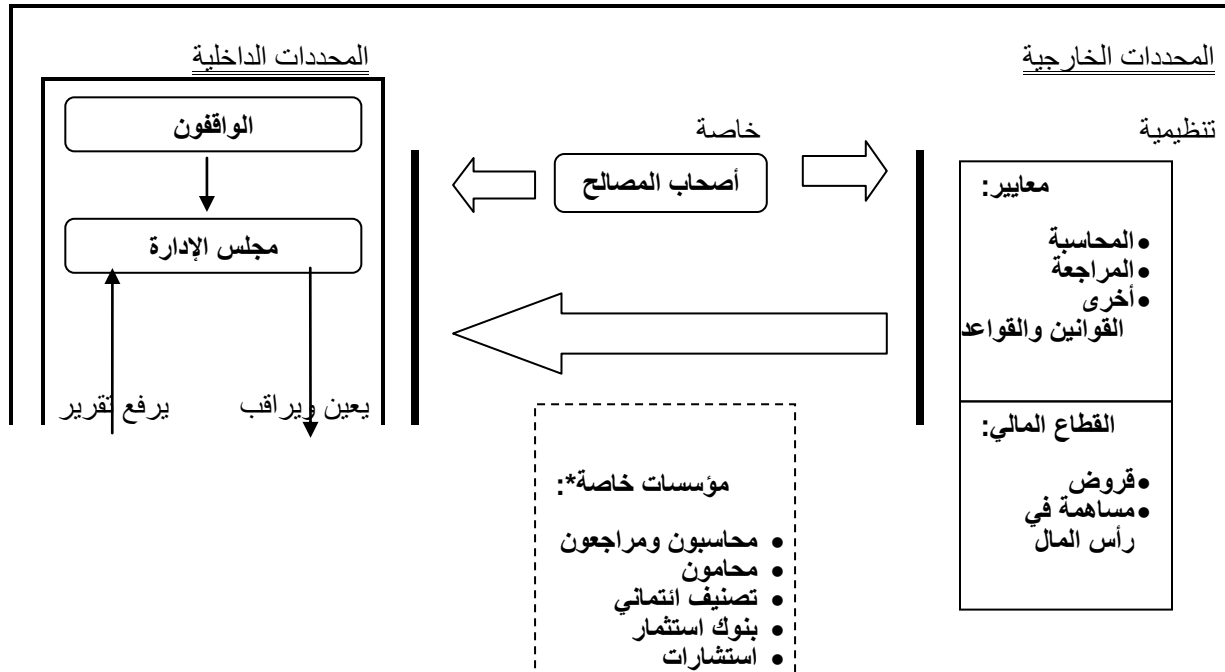 المحددات الخارجية
المحددات الداخلية
تنظيمية
خاصة
الواقفون
أصحاب المصالح
معايير:
مجلس الإدارة
•المحاسبة
•المراجعة
•أخرى
القوانين والقواعد
يعين ويراقب
يرفع تقرير
القطاع المالي:
•قروض
•مساهمة في
رأس المال
مؤسسات خاصة*:
• محاسبون ومراجعون
• محامون
• تصنيف ائتماني
• بنوك استثمار
• استشارات